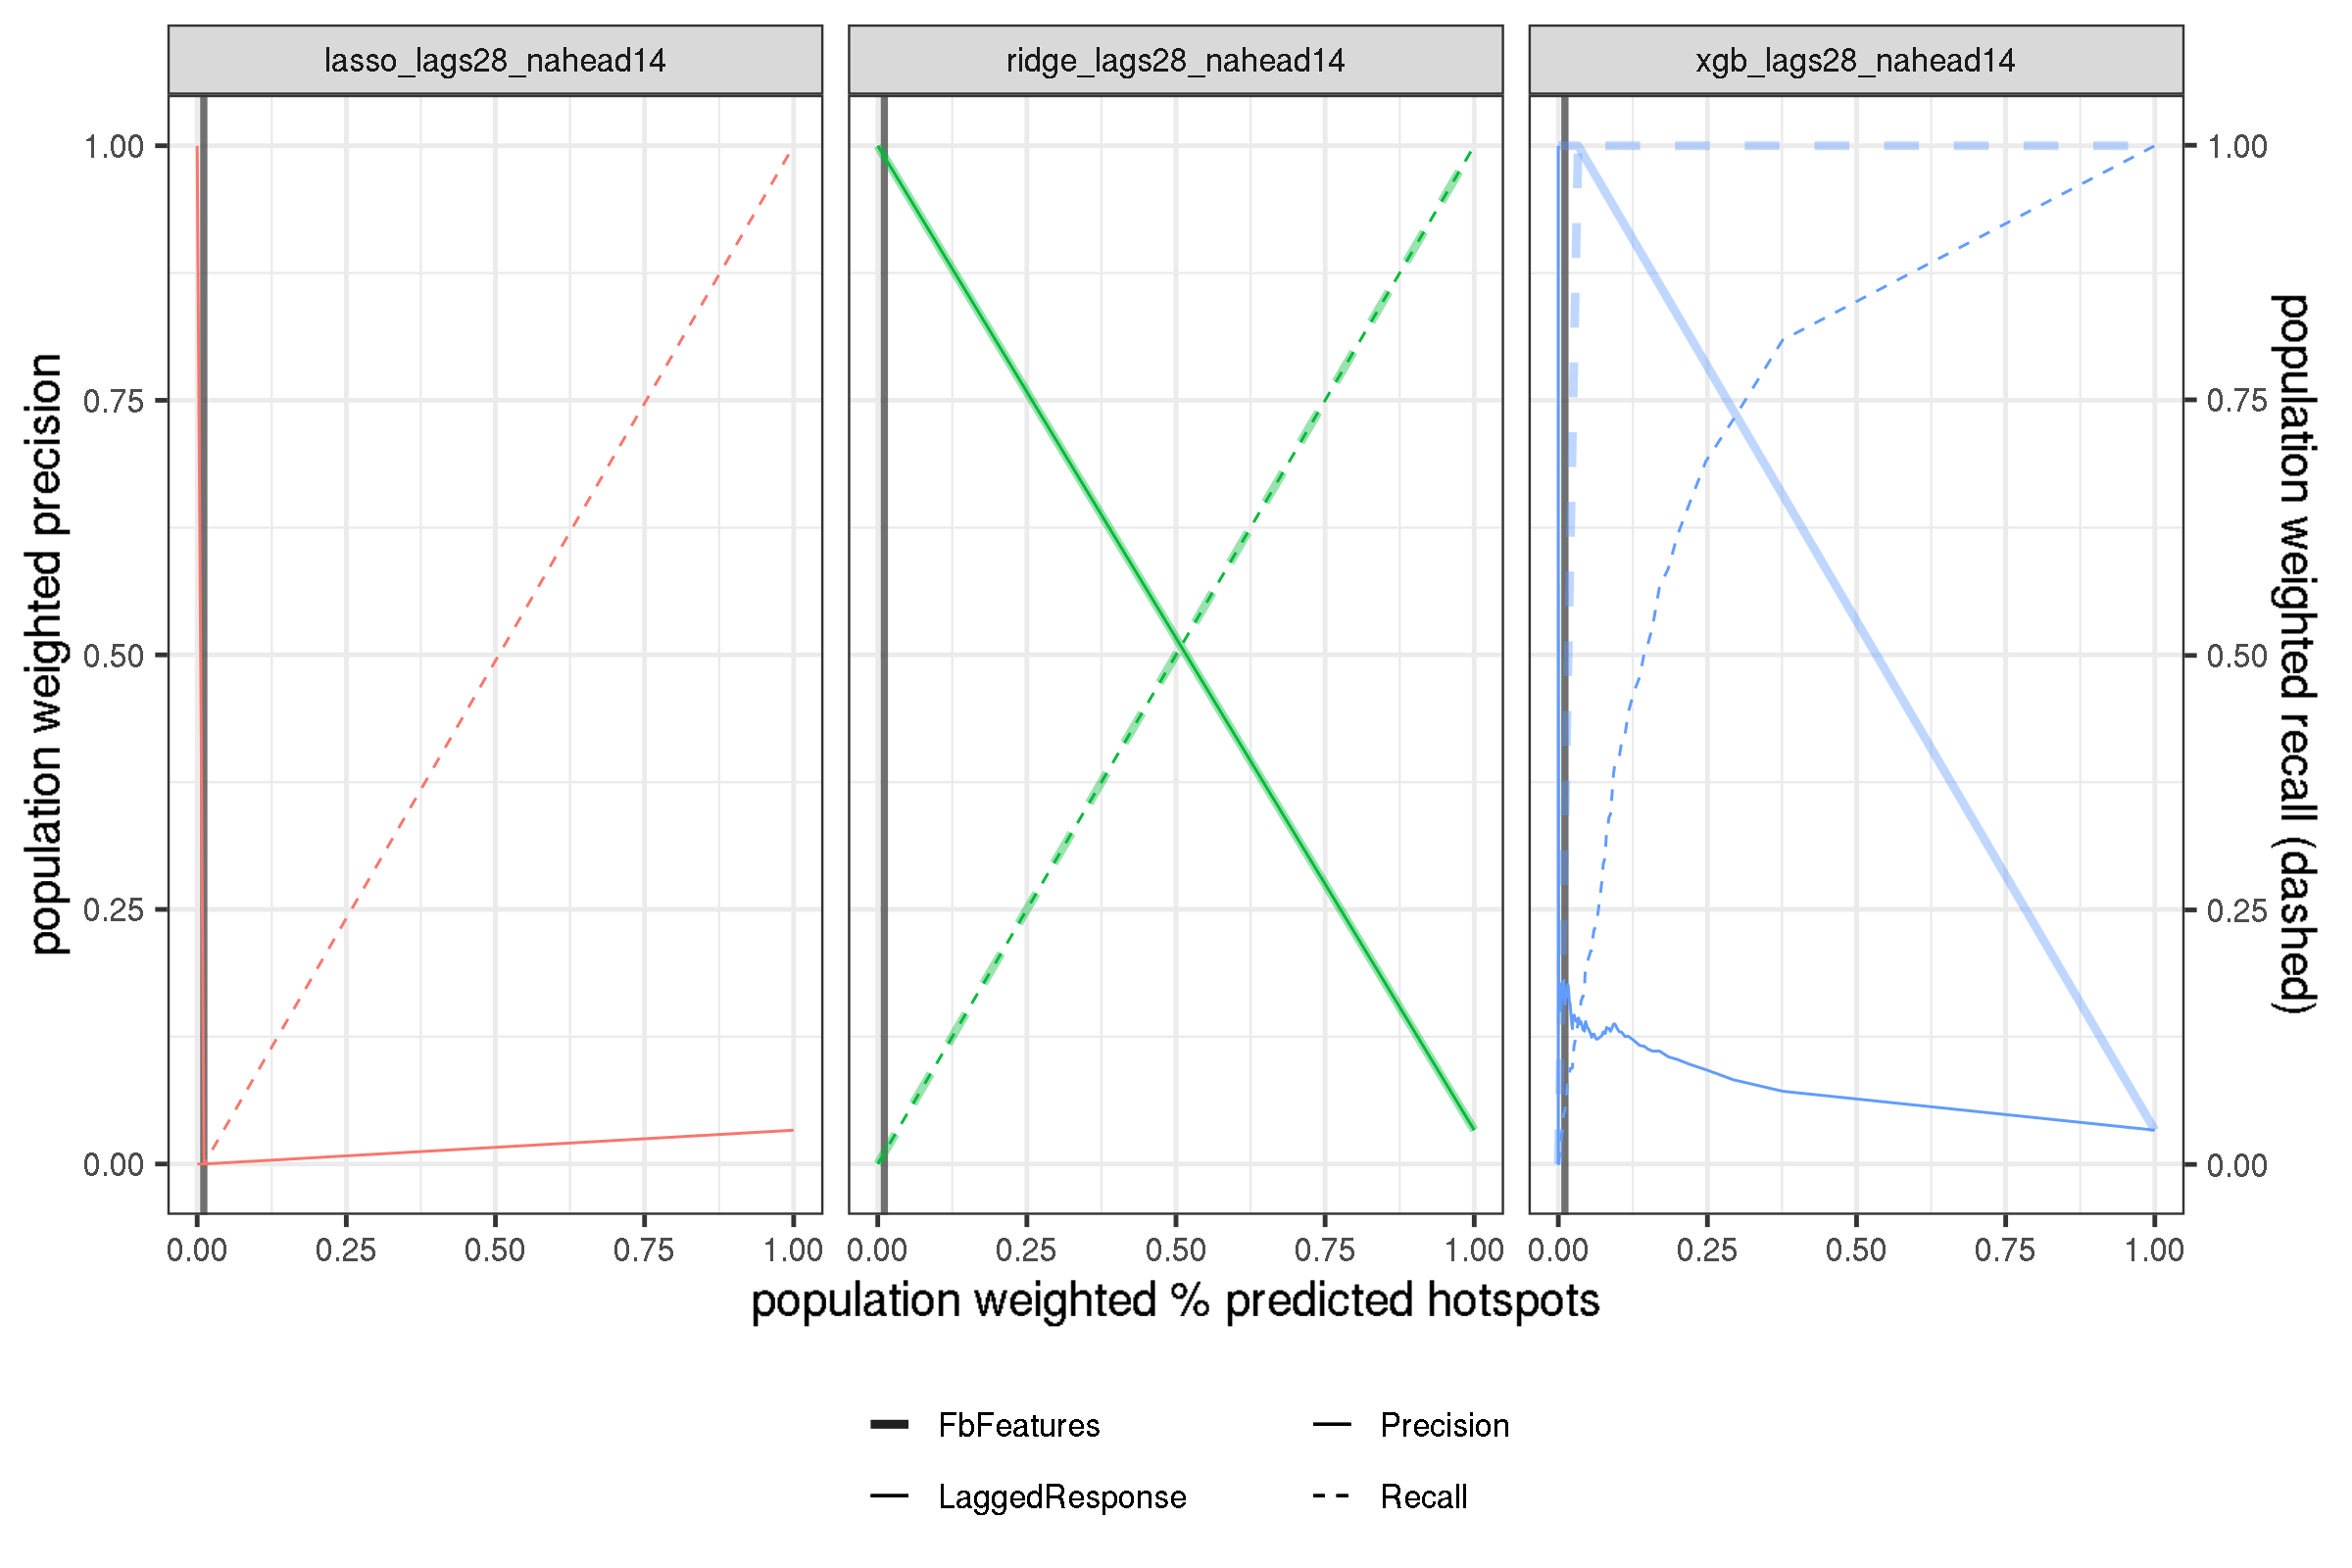 lasso_lags28_nahead14
ridge_lags28_nahead14
xgb_lags28_nahead14
population weighted precision
1.00
0.75
0.50
0.25
0.00
1.00
0.75
0.50
0.25
0.00
population weighted recall (dashed)
0.00 0.25 0.50 0.75 1.00
0.00 0.25 0.50 0.75 1.00
0.00 0.25 0.50 0.75 1.00
population weighted % predicted hotspots
FbFeatures
LaggedResponse
Precision
Recall